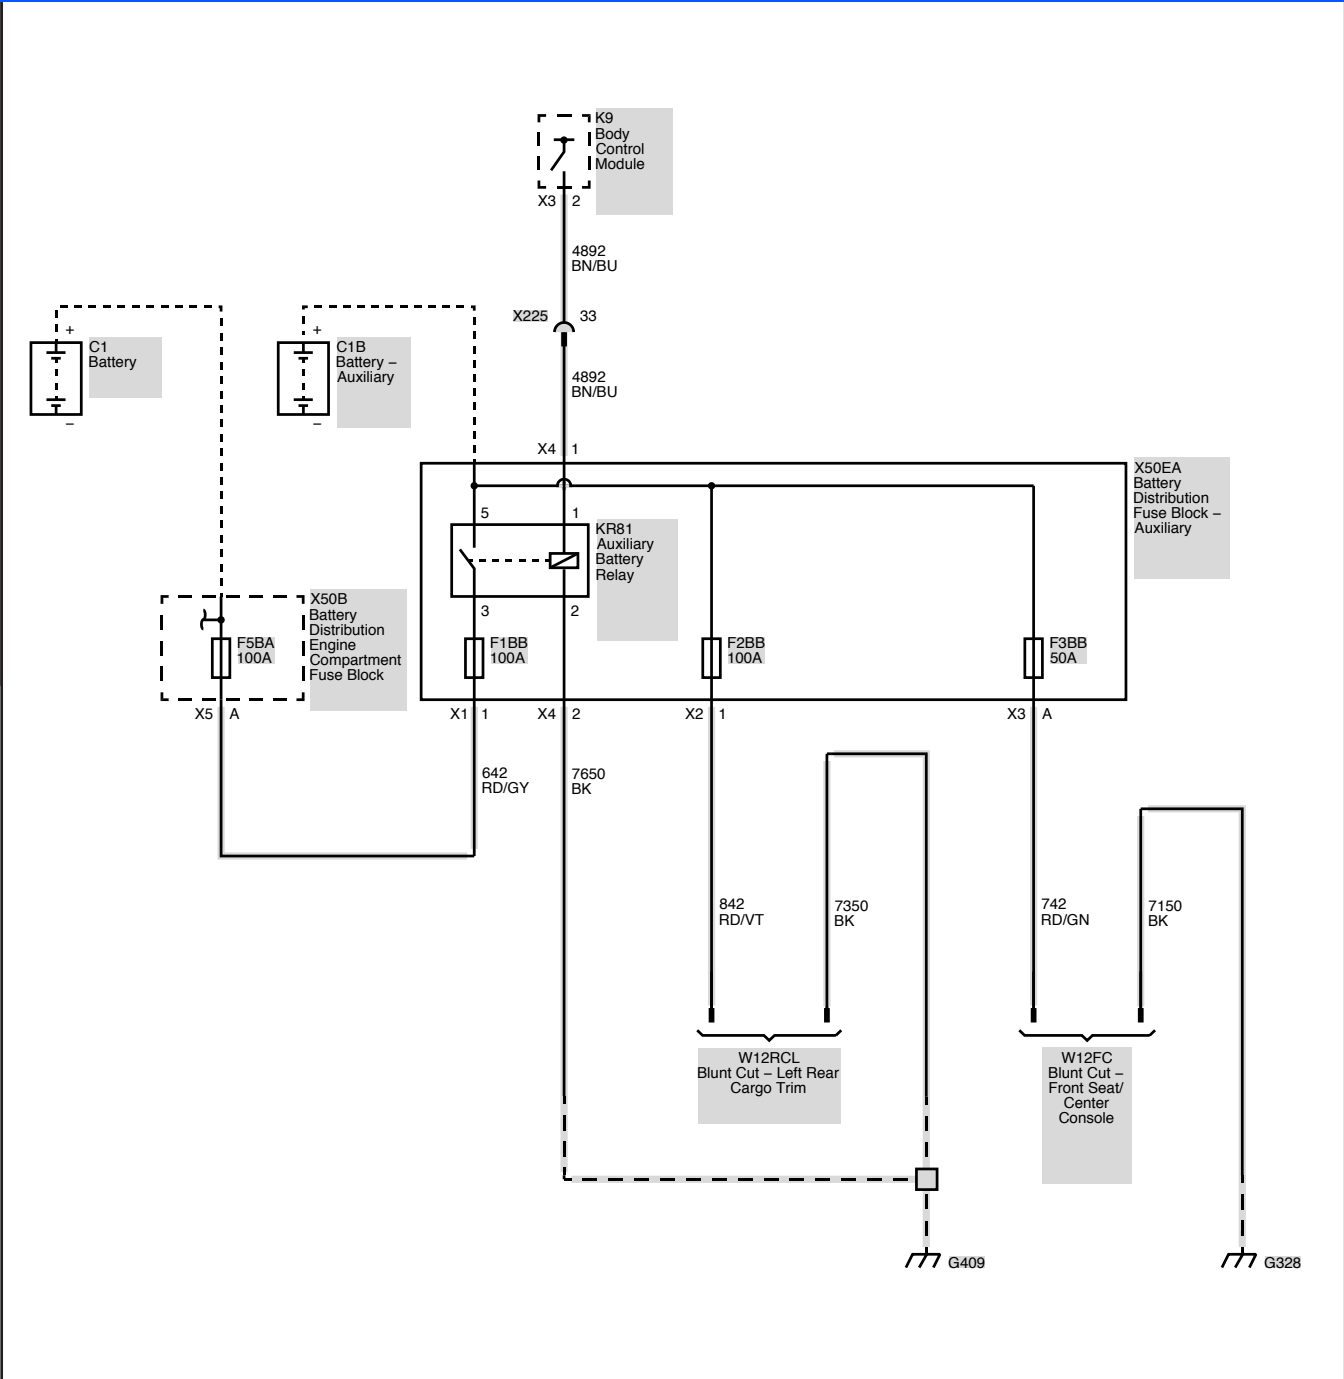 K9
Body
Control
Module
X3 2
4892
BN/BU
X225 33
4892
BN/BU
+
C1
Battery
–
+
C1B
Battery –
Auxiliary
–
X4 1
X50EA
Battery
Distribution
Fuse Block –
Auxiliary
5 1
KR81
Auxiliary
Battery
Relay
3 2
X50B
Battery
Distribution
Engine
Compartment
Fuse Block
F5BA
100A
F1BB
100A
F2BB
100A
F3BB
50A
X5 A
X1 1
X4 2
X2 1
X3 A
642
RD/GY
7650
BK
842
RD/VT
7350
BK
742
RD/GN
7150
BK
W12RCL
Blunt Cut – Left Rear
Cargo Trim
W12FC
Blunt Cut –
Front Seat/
Center
Console
G409
G328